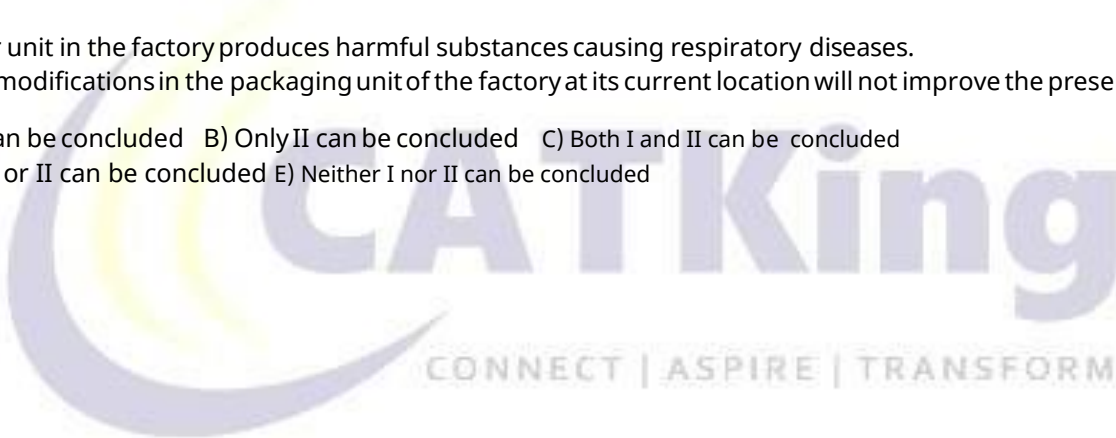 unit in the factory produces harmful substances causing respiratory diseases.
modifications in the packaging unit of the factory at its current location will not improve the prese
an be concluded B) Only II can be concluded C) Both I and II can be concluded
or II can be concluded E) Neither I nor II can be concluded
CATKing
CONNECT | ASPIRE | TRANSFORM